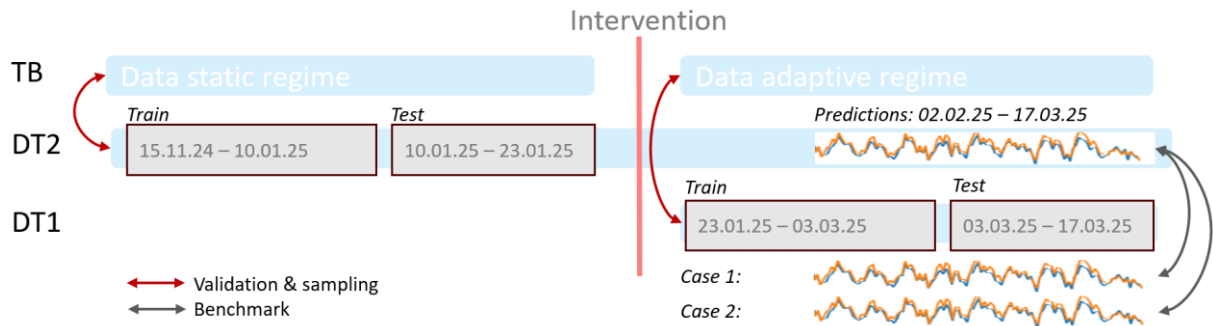 Intervention
TB
Data static regime
Data adaptive regime
Train
Test
Predictions: 02.02.25 – 17.03.25
DT2
15.11.24 – 10.01.25
10.01.25 – 23.01.25
Train
Test
DT1
23.01.25 – 03.03.25
03.03.25 – 17.03.25
Validation & sampling
Case 1:
Benchmark
Case 2: